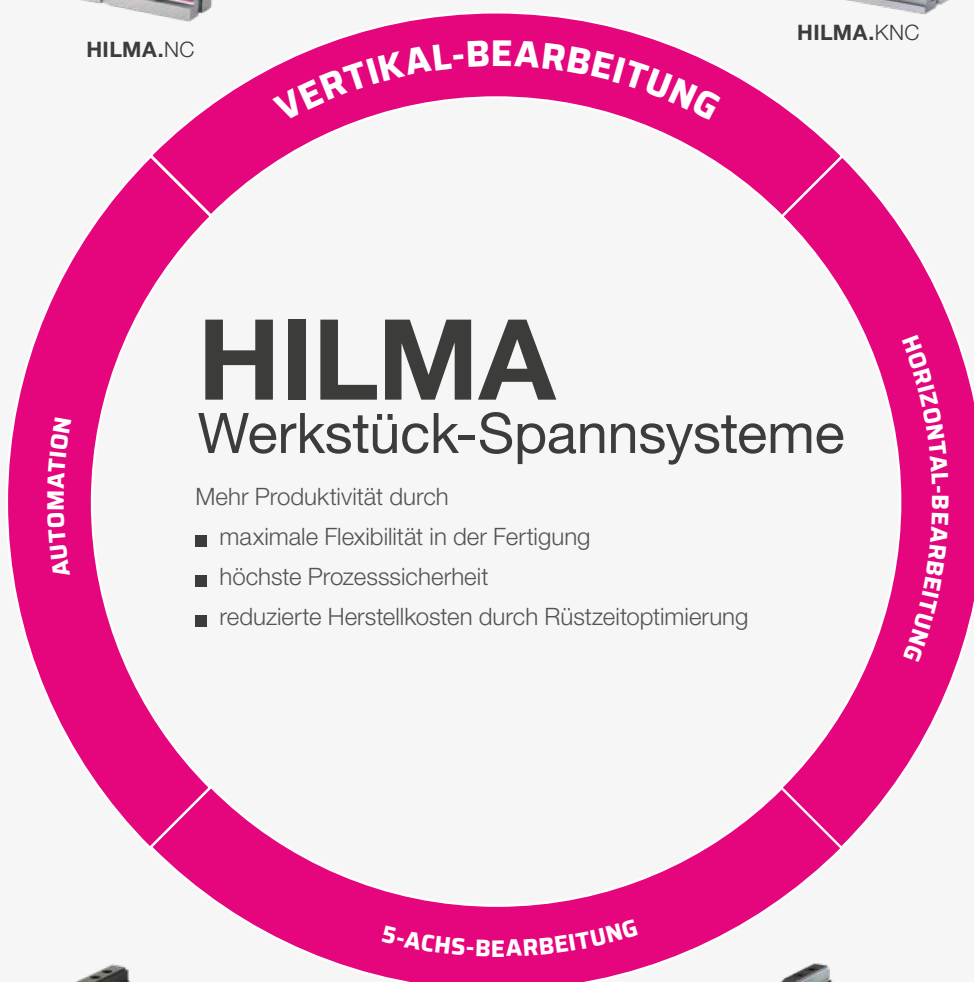 HILMA.NC
HILMA.KNC
VERTIKAL-BEARBEITUNG
HILMA
Werkstück-Spannsysteme
Mehr Produktivität durch
■ maximale Flexibilität in der Fertigung
■ höchste Prozesssicherheit
■ reduzierte Herstellkosten durch Rüstzeitoptimierung
AUTOMATION
HORIZONTAL-BEARBEITUNG
5-ACHS-BEARBEITUNG